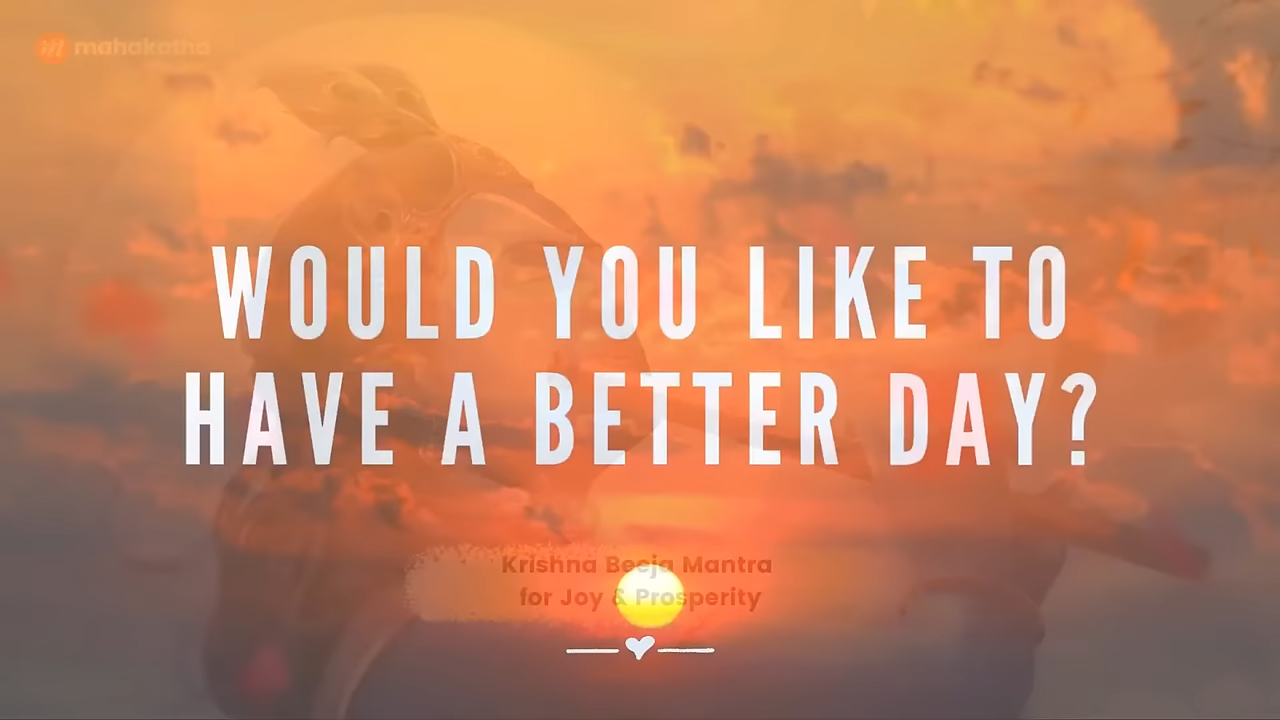 mahakatha
WOULD YOU LIKE TO
HAVE A BETTER DAY?
Krishna Beeja Mantra
for Joy & Prosperity